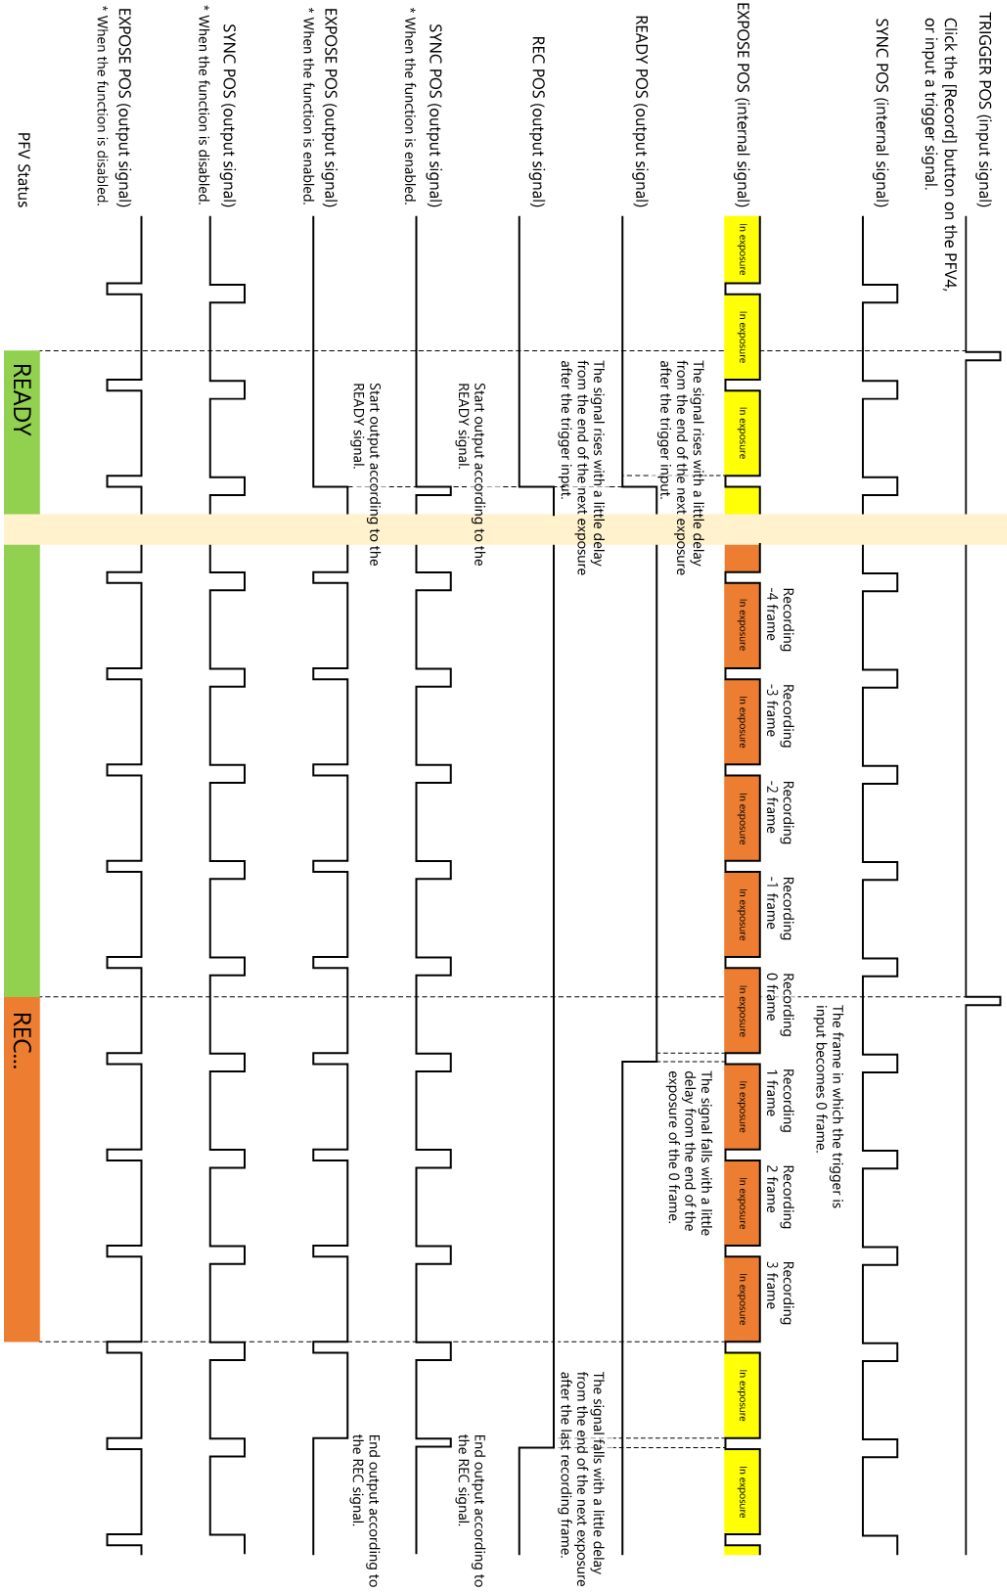 TRIGGER POS (input signal)
Click the [Record] button on the PFV4,
or input a trigger signal.
SYNC POS (internal signal)
The frame in which the trigger is
input becomes 0 frame.
Recording
-4 frame
Recording
-3 frame
Recording
-2 frame
Recording
-1 frame
Recording
0 frame
Recording
1 frame
Recording
2 frame
Recording
3 frame
EXPOSE POS (internal signal)
In exposure
In exposure
In exposure
In exposure
In exposure
In exposure
In exposure
In exposure
In exposure
In exposure
In exposure
In exposure
In exposure
The signal rises with a little delay
from the end of the next exposure
after the trigger input.
The signal falls with a little
delay from the end of the
exposure of the 0 frame.
READY POS (output signal)
The signal rises with a little delay
from the end of the next exposure
after the trigger input.
The signal falls with a little delay
from the end of the next exposure
after the last recording frame.
REC POS (output signal)
Start output according to the
READY signal.
End output according to
the REC signal.
SYNC POS (output signal)
* When the function is enabled.
Start output according to the
READY signal.
End output according to
the REC signal.
EXPOSE POS (output signal)
* When the function is enabled.
SYNC POS (output signal)
* When the function is disabled.
EXPOSE POS (output signal)
* When the function is disabled.
PFV Status
READY
REC...